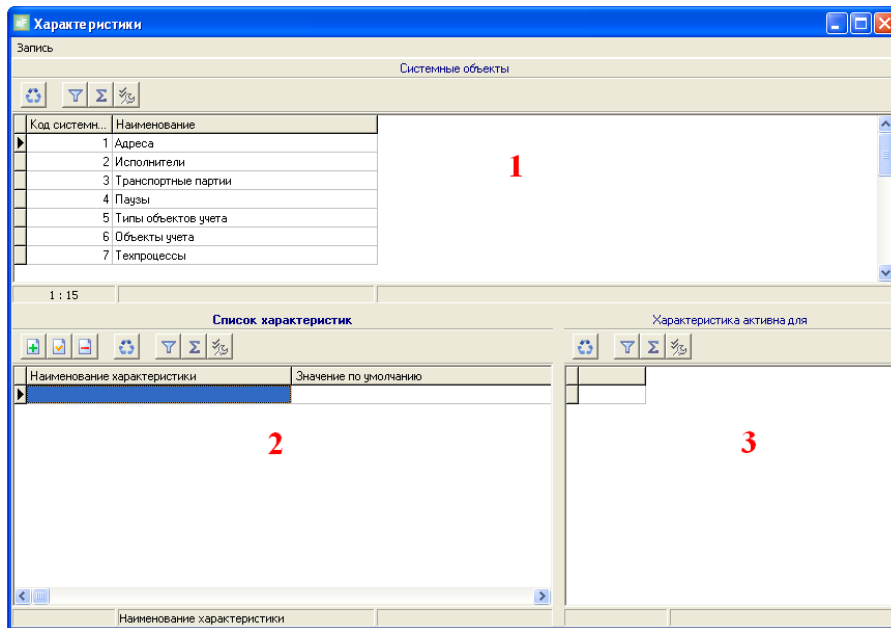 Характеристики
Запись
Системные объекты
Код системн... Наименование
1 Адреса
2 Исполнители
3 Транспортные партии
4 Паузы
5 Типы объектов учета
6 Объекты учета
7 Техпроцессы
1
1 : 15
Список характеристик
Характеристика активна для
Наименование характеристики Значение по умолчанию
2
3
Наименование характеристики